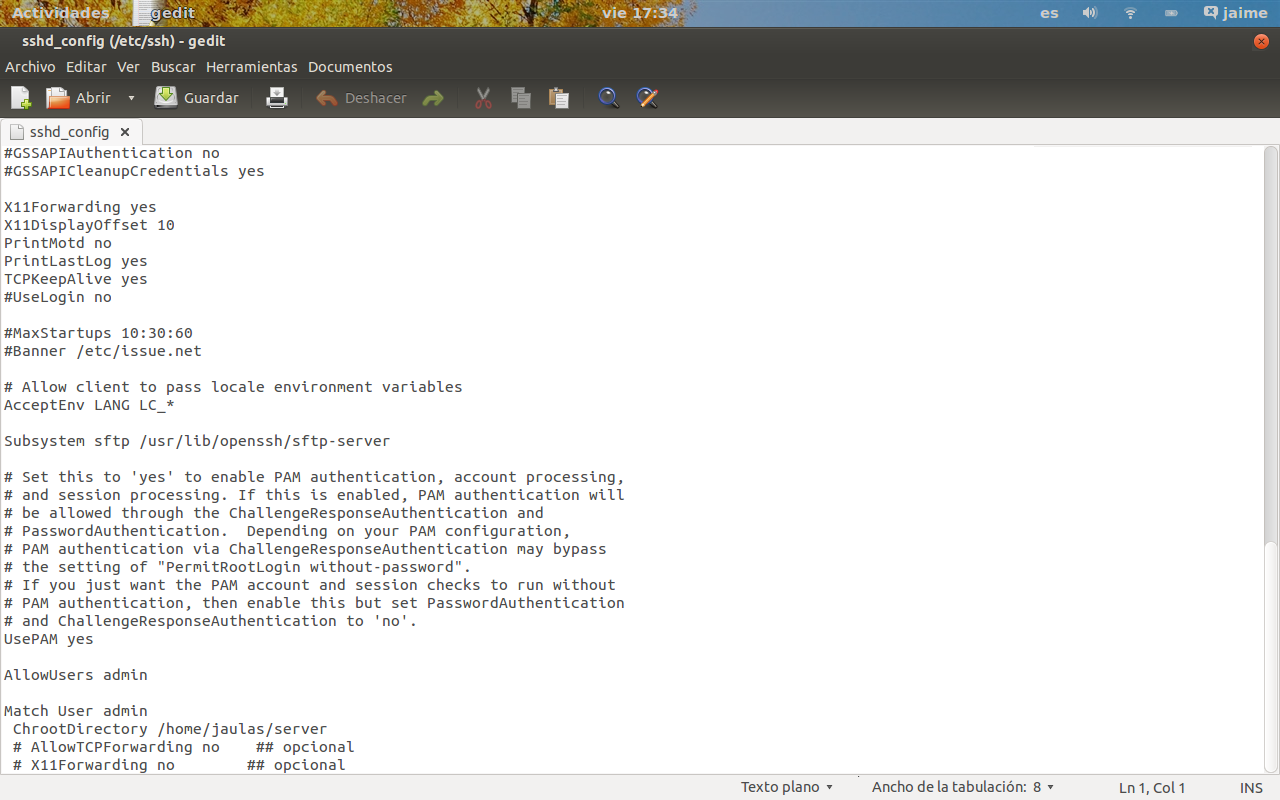 Actividades gedit vie 17:34 es jaime
sshd_config (/etc/ssh) - gedit
Archivo Editar Ver Buscar Herramientas Documentos
Abrir Guardar Deshacer
sshd_config
#GSSAPIAuthentication no
#GSSAPICleanupCredentials yes
X11Forwarding yes
X11DisplayOffset 10
PrintMotd no
PrintLastLog yes
TCPKeepAlive yes
#UseLogin no
#MaxStartups 10:30:60
#Banner /etc/issue.net
# Allow client to pass locale environment variables
AcceptEnv LANG LC_*
Subsystem sftp /usr/lib/openssh/sftp-server
# Set this to 'yes' to enable PAM authentication, account processing,
# and session processing. If this is enabled, PAM authentication will
# be allowed through the ChallengeResponseAuthentication and
# PasswordAuthentication.  Depending on your PAM configuration,
# PAM authentication via ChallengeResponseAuthentication may bypass
# the setting of "PermitRootLogin without-password".
# If you just want the PAM account and session checks to run without
# PAM authentication, then enable this but set PasswordAuthentication
# and ChallengeResponseAuthentication to 'no'.
UsePAM yes
AllowUsers admin
Match User admin
ChrootDirectory /home/jaulas/server
# AllowTCPForwarding no    ## opcional
# X11Forwarding no        ## opcional
Texto plano Ancho de la tabulación: 8 Ln 1, Col 1 INS